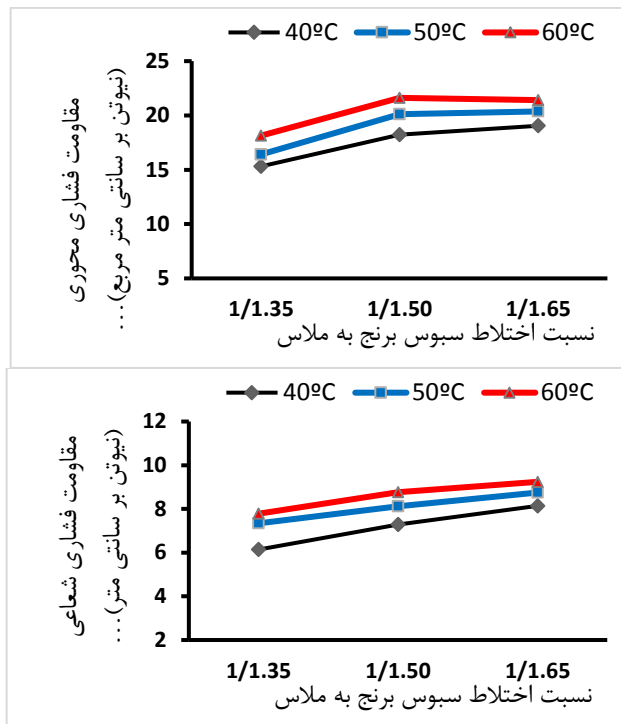 40ºC 50ºC 60ºC
مقاومت فشاری محوری
(نیوتن بر سانتی متر مربع)...
25
20
15
10
5
1/1.35 1/1.50 1/1.65
نسبت اختلاط سبوس برنج به ملاس
40ºC 50ºC 60ºC
مقاومت فشاری شعاعی
(نیوتن بر سانتی متر)...
12
10
8
6
4
2
1/1.35 1/1.50 1/1.65
نسبت اختلاط سبوس برنج به ملاس